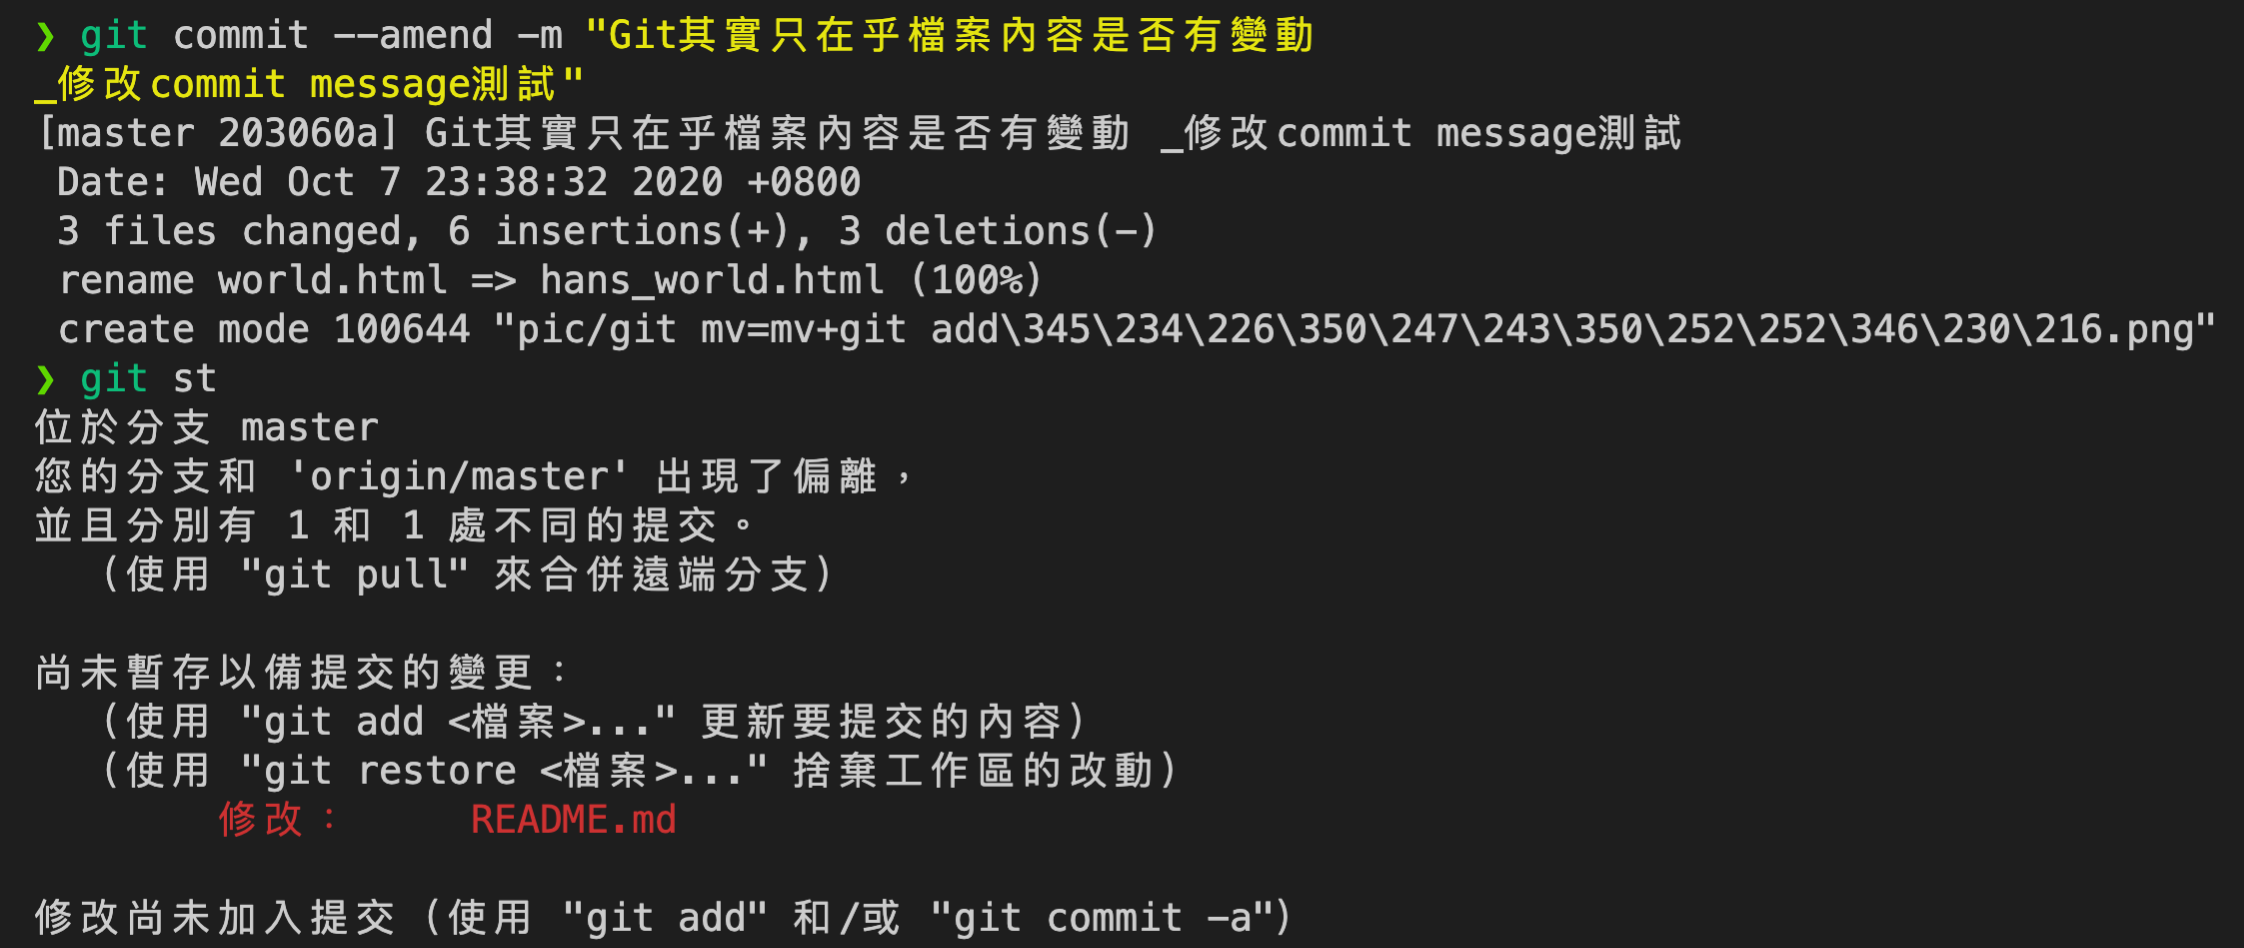 ❯ git commit --amend -m "Git其實只在乎檔案內容是否有變動
_修改commit message測試"
[master 203060a] Git其實只在乎檔案內容是否有變動 _修改commit message測試
 Date: Wed Oct 7 23:38:32 2020 +0800
 3 files changed, 6 insertions(+), 3 deletions(-)
 rename world.html => hans_world.html (100%)
 create mode 100644 "pic/git mv=mv+git add\345\234\226\350\247\243\350\252\252\346\230\216.png"
❯ git st
位於分支 master
您的分支和 'origin/master' 出現了偏離，
並且分別有 1 和 1 處不同的提交。
  （使用 "git pull" 來合併遠端分支）

尚未暫存以備提交的變更：
  （使用 "git add <檔案>..." 更新要提交的內容）
  （使用 "git restore <檔案>..." 捨棄工作區的改動）
	修改：     README.md

修改尚未加入提交（使用 "git add" 和/或 "git commit -a"）